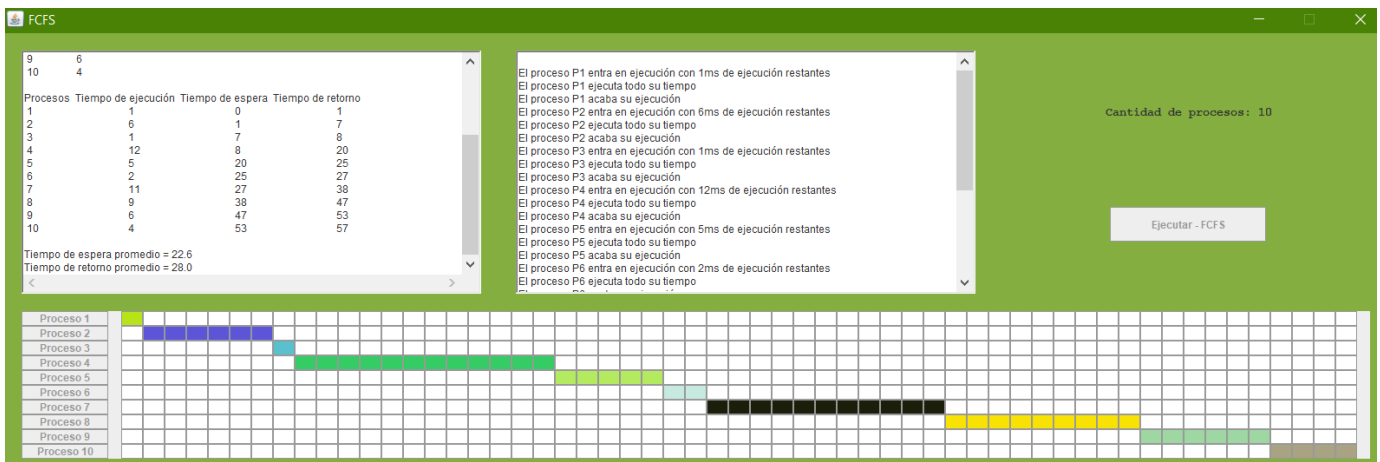 FCFS
9 6
10 4
Procesos Tiempo de ejecución Tiempo de espera Tiempo de retorno
1 1 0 1
2 6 1 7
3 1 7 8
4 12 8 20
5 5 20 25
6 2 25 27
7 11 27 38
8 9 38 47
9 6 47 53
10 4 53 57
Tiempo de espera promedio = 22.6
Tiempo de retorno promedio = 28.0
El proceso P1 entra en ejecución con 1ms de ejecución restantes
El proceso P1 ejecuta todo su tiempo
El proceso P1 acaba su ejecución
El proceso P2 entra en ejecución con 6ms de ejecución restantes
El proceso P2 ejecuta todo su tiempo
El proceso P2 acaba su ejecución
El proceso P3 entra en ejecución con 1ms de ejecución restantes
El proceso P3 ejecuta todo su tiempo
El proceso P3 acaba su ejecución
El proceso P4 entra en ejecución con 12ms de ejecución restantes
El proceso P4 ejecuta todo su tiempo
El proceso P4 acaba su ejecución
El proceso P5 entra en ejecución con 5ms de ejecución restantes
El proceso P5 ejecuta todo su tiempo
El proceso P5 acaba su ejecución
El proceso P6 entra en ejecución con 2ms de ejecución restantes
El proceso P6 ejecuta todo su tiempo
Cantidad de procesos: 10
Ejecutar - FCFS
Proceso 1
Proceso 2
Proceso 3
Proceso 4
Proceso 5
Proceso 6
Proceso 7
Proceso 8
Proceso 9
Proceso 10